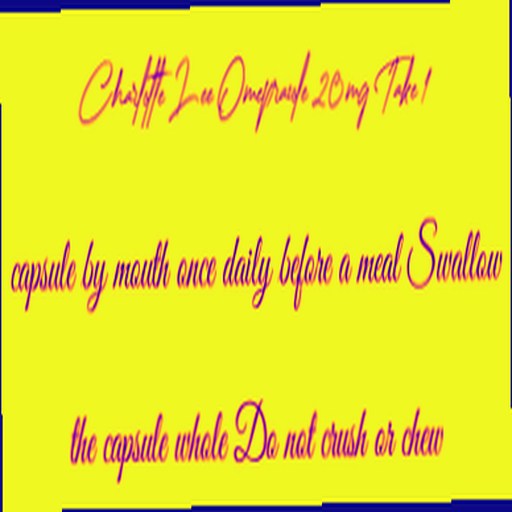 Charlotte Lee Omeprazole 20mg Take 1
capsule by mouth once daily before a meal Swallow
the capsule whole Do not crush or chew